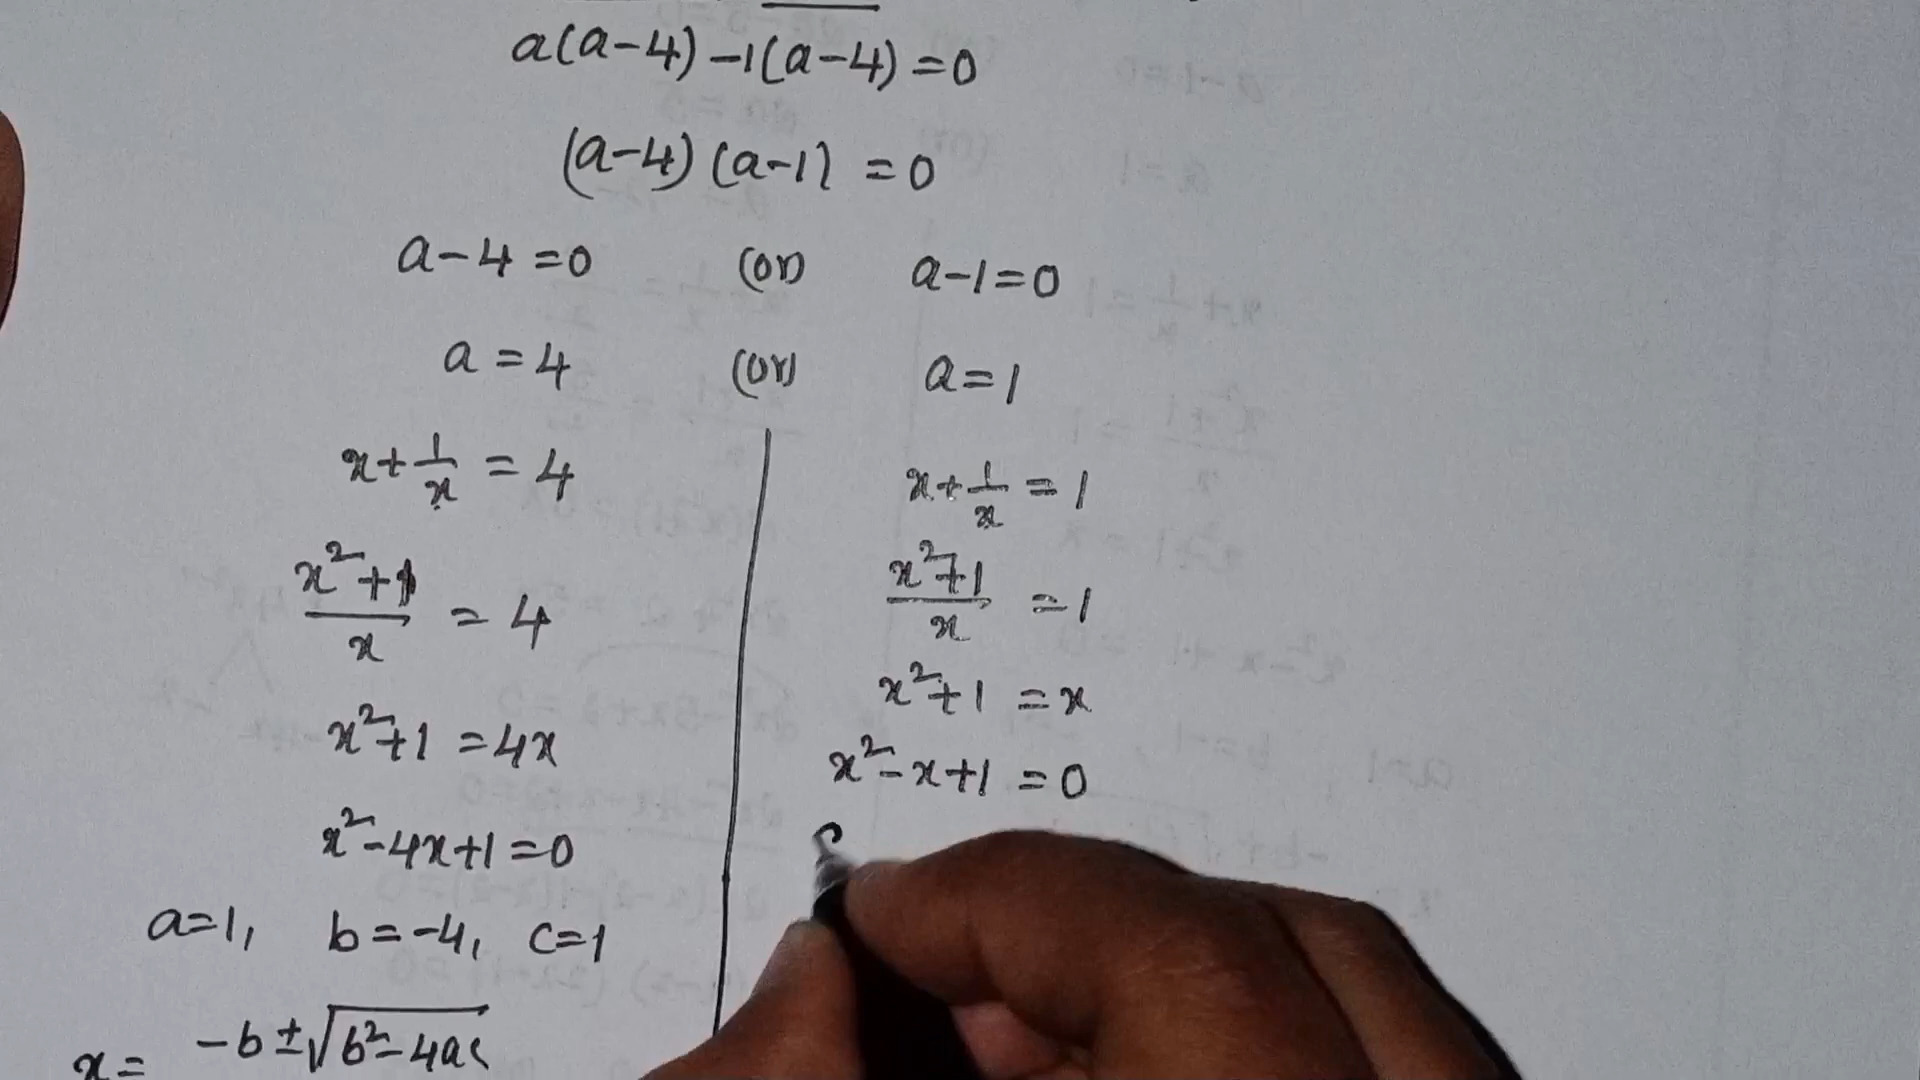 a(a-4)-1(a-4)=0
(a-4)(a-1)=0
a-4=0 (or) a-1=0
a=4 (or) a=1
x+1/x=4
x²+1/x=4
x²+1=4x
x²-4x+1=0
a=1, b=-4, c=1
x= -b±√b²-4ac
x+1/x=1
x²+1/x=1
x²+1=x
x²-x+1=0